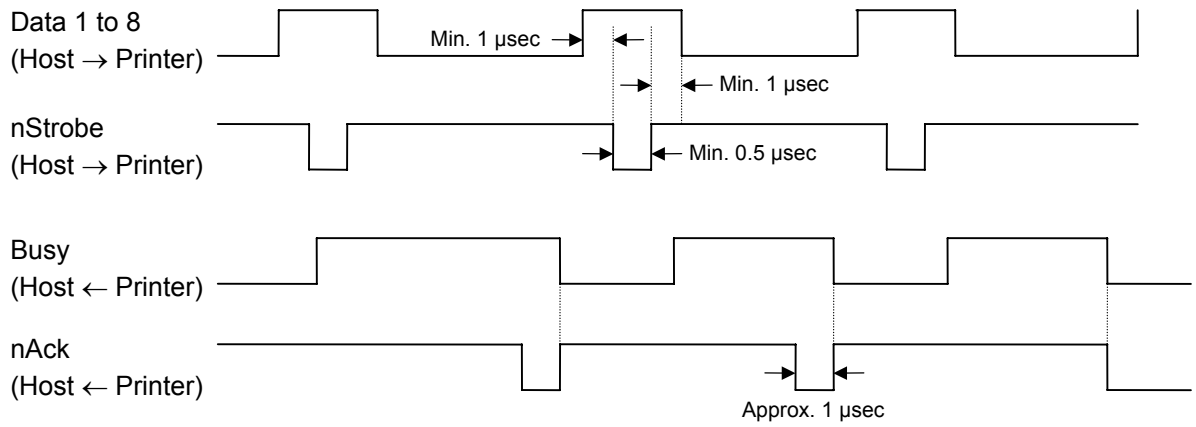 Data 1 to 8
(Host → Printer)
Min. 1 µsec
Min. 1 µsec
nStrobe
(Host → Printer)
Min. 0.5 µsec
Busy
(Host ← Printer)
nAck
(Host ← Printer)
Approx. 1 µsec